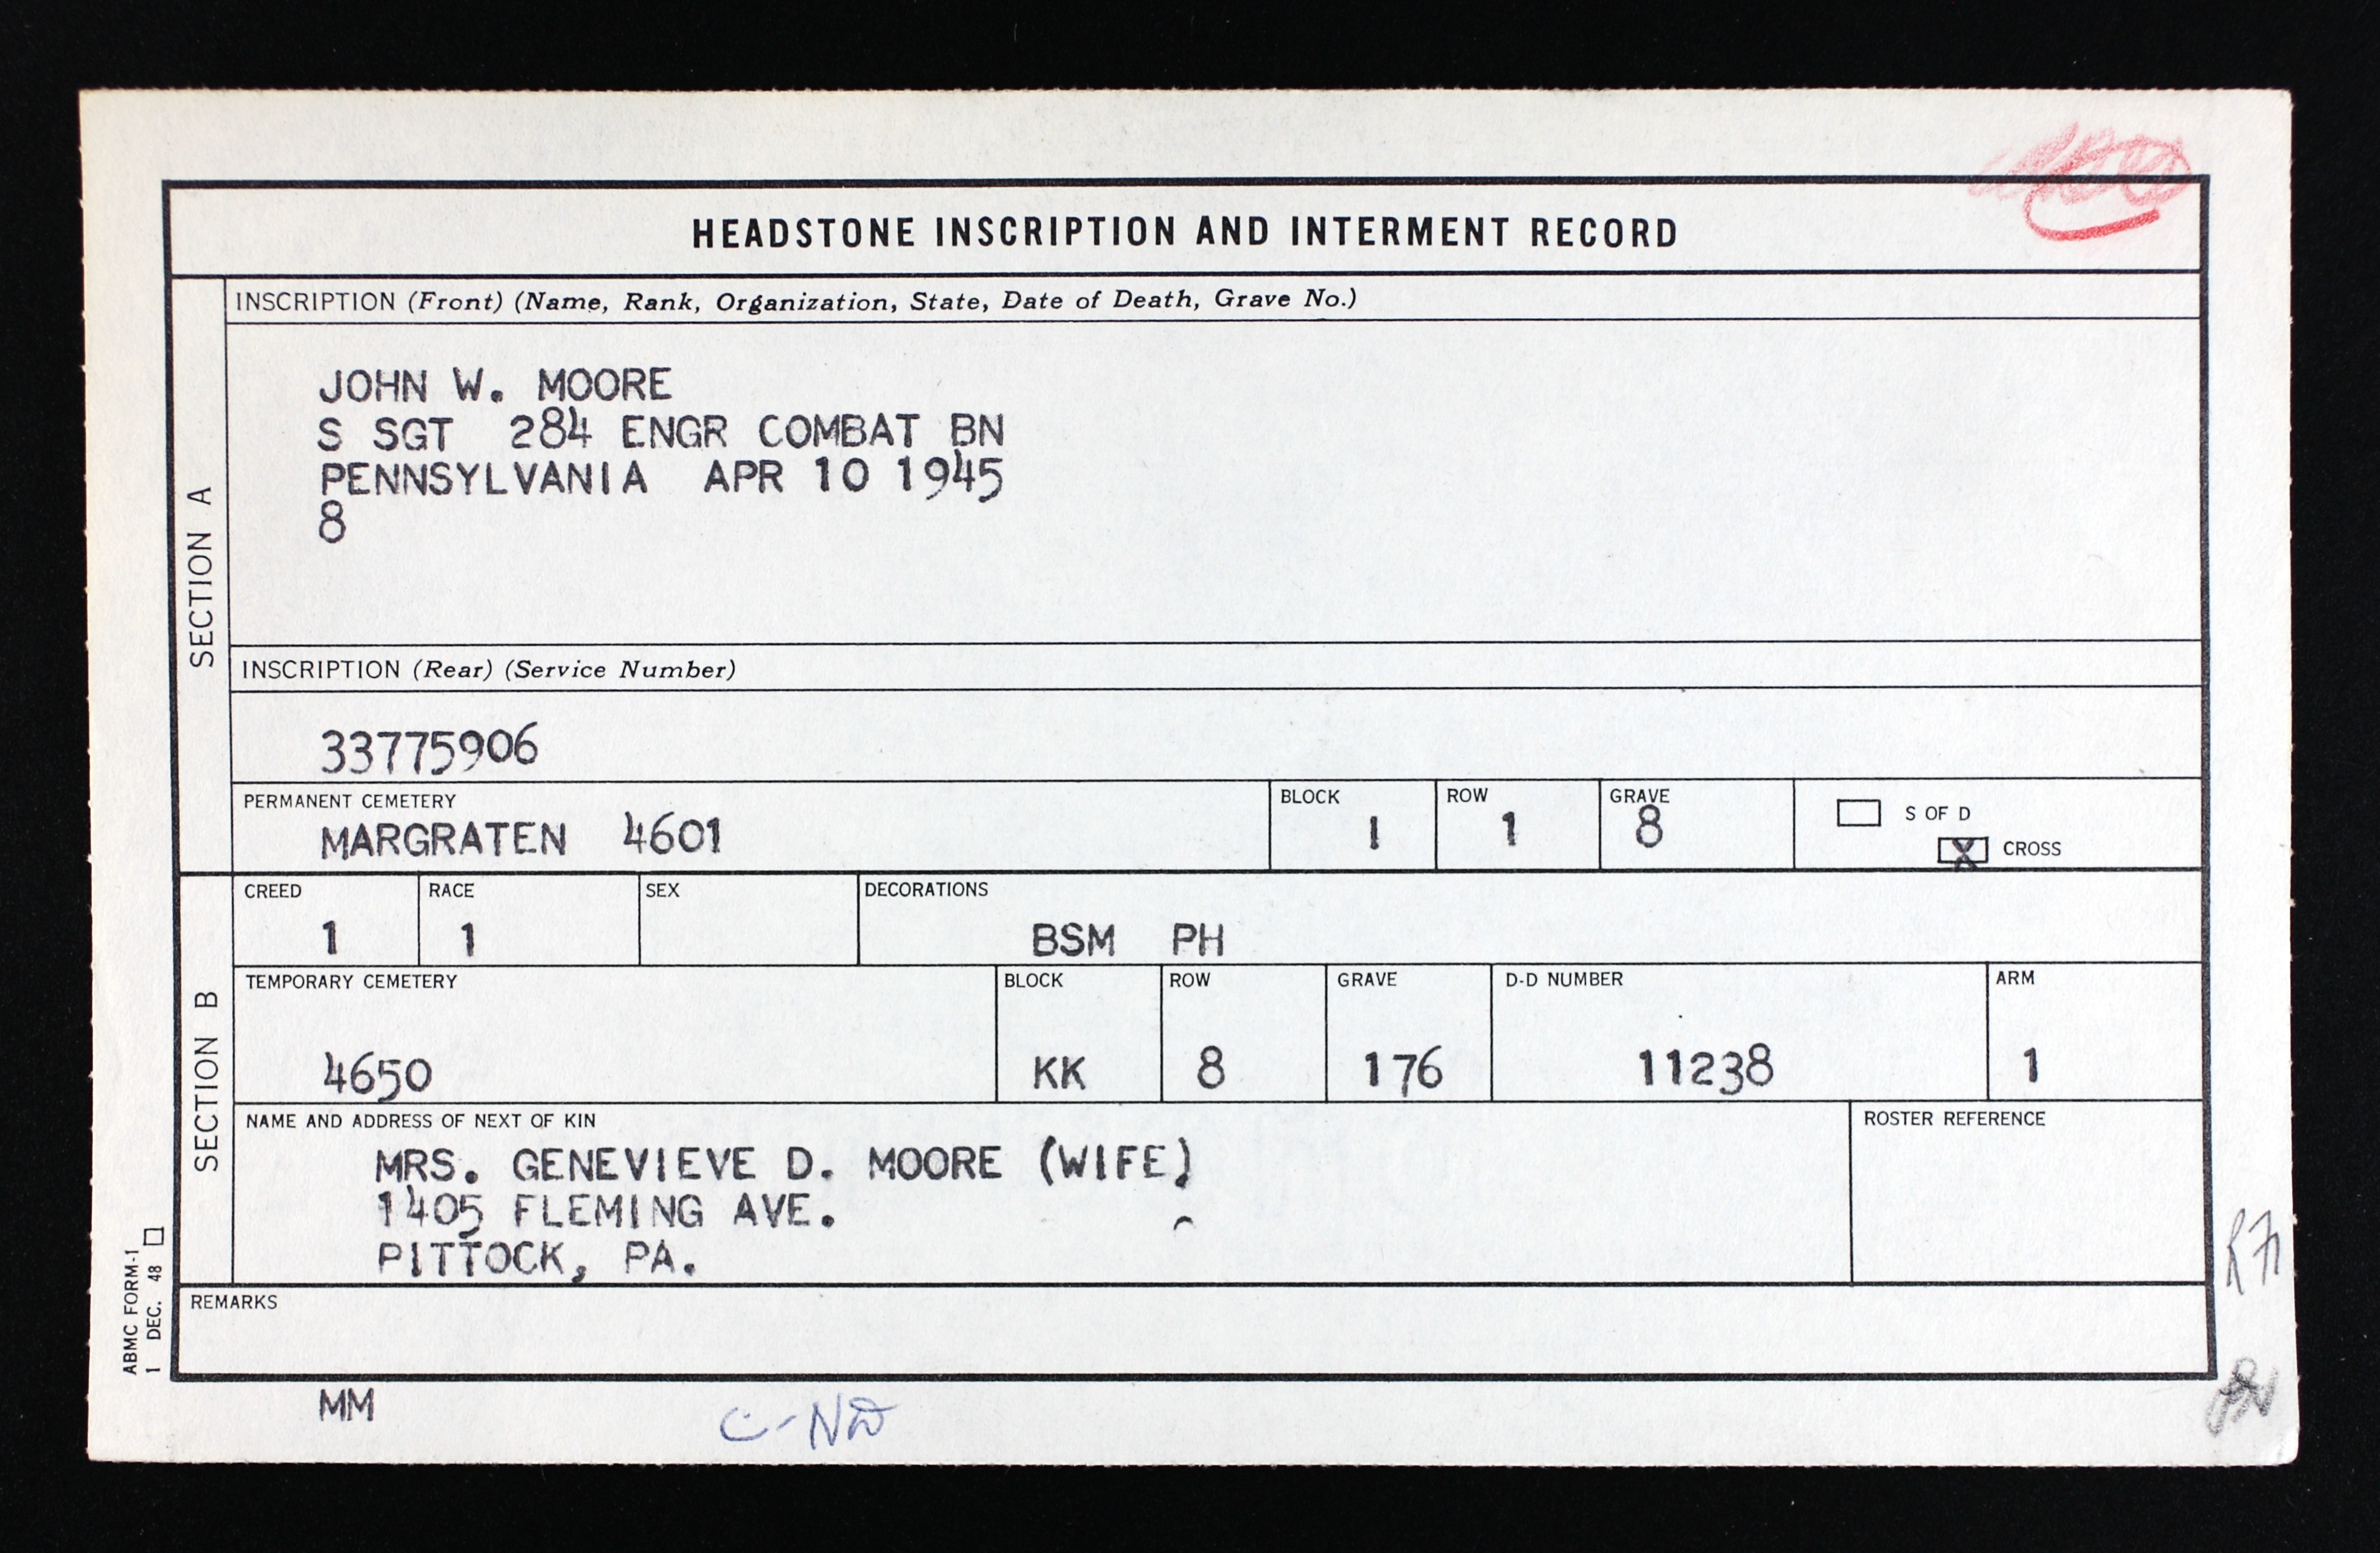 HEADSTONE INSCRIPTION AND INTERMENT RECORD
SECTION A
INSCRIPTION (Front) (Name, Rank, Organization, State, Date of Death, Grave No.)
JOHN W. MOORE
S SGT 284 ENGR COMBAT BN
PENNSYLVANIA APR 10 1945
8
INSCRIPTION (Rear) (Service Number)
33775906
PERMANENT CEMETERY BLOCK ROW GRAVE
MARGRATEN 4601 1 1 8
S OF D
X CROSS
SECTION B
CREED RACE SEX DECORATIONS
1 1 BSM PH
TEMPORARY CEMETERY BLOCK ROW GRAVE D-D NUMBER ARM
4650 KK 8 176 11238 1
NAME AND ADDRESS OF NEXT OF KIN ROSTER REFERENCE
MRS. GENEVIEVE D. MOORE (WIFE)
1405 FLEMING AVE.
PITTOCK, PA.
REMARKS
ABMC FORM-1
1 DEC. 48
MM